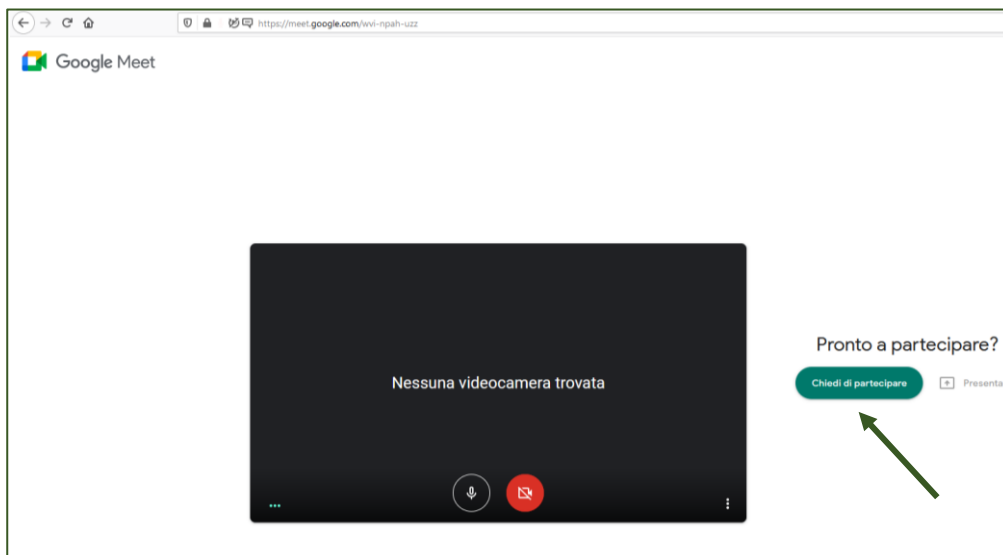 https://meet.google.com/wvi-npah-uzz
Google Meet
Nessuna videocamera trovata
Pronto a partecipare?
Chiedi di partecipare
Presenta